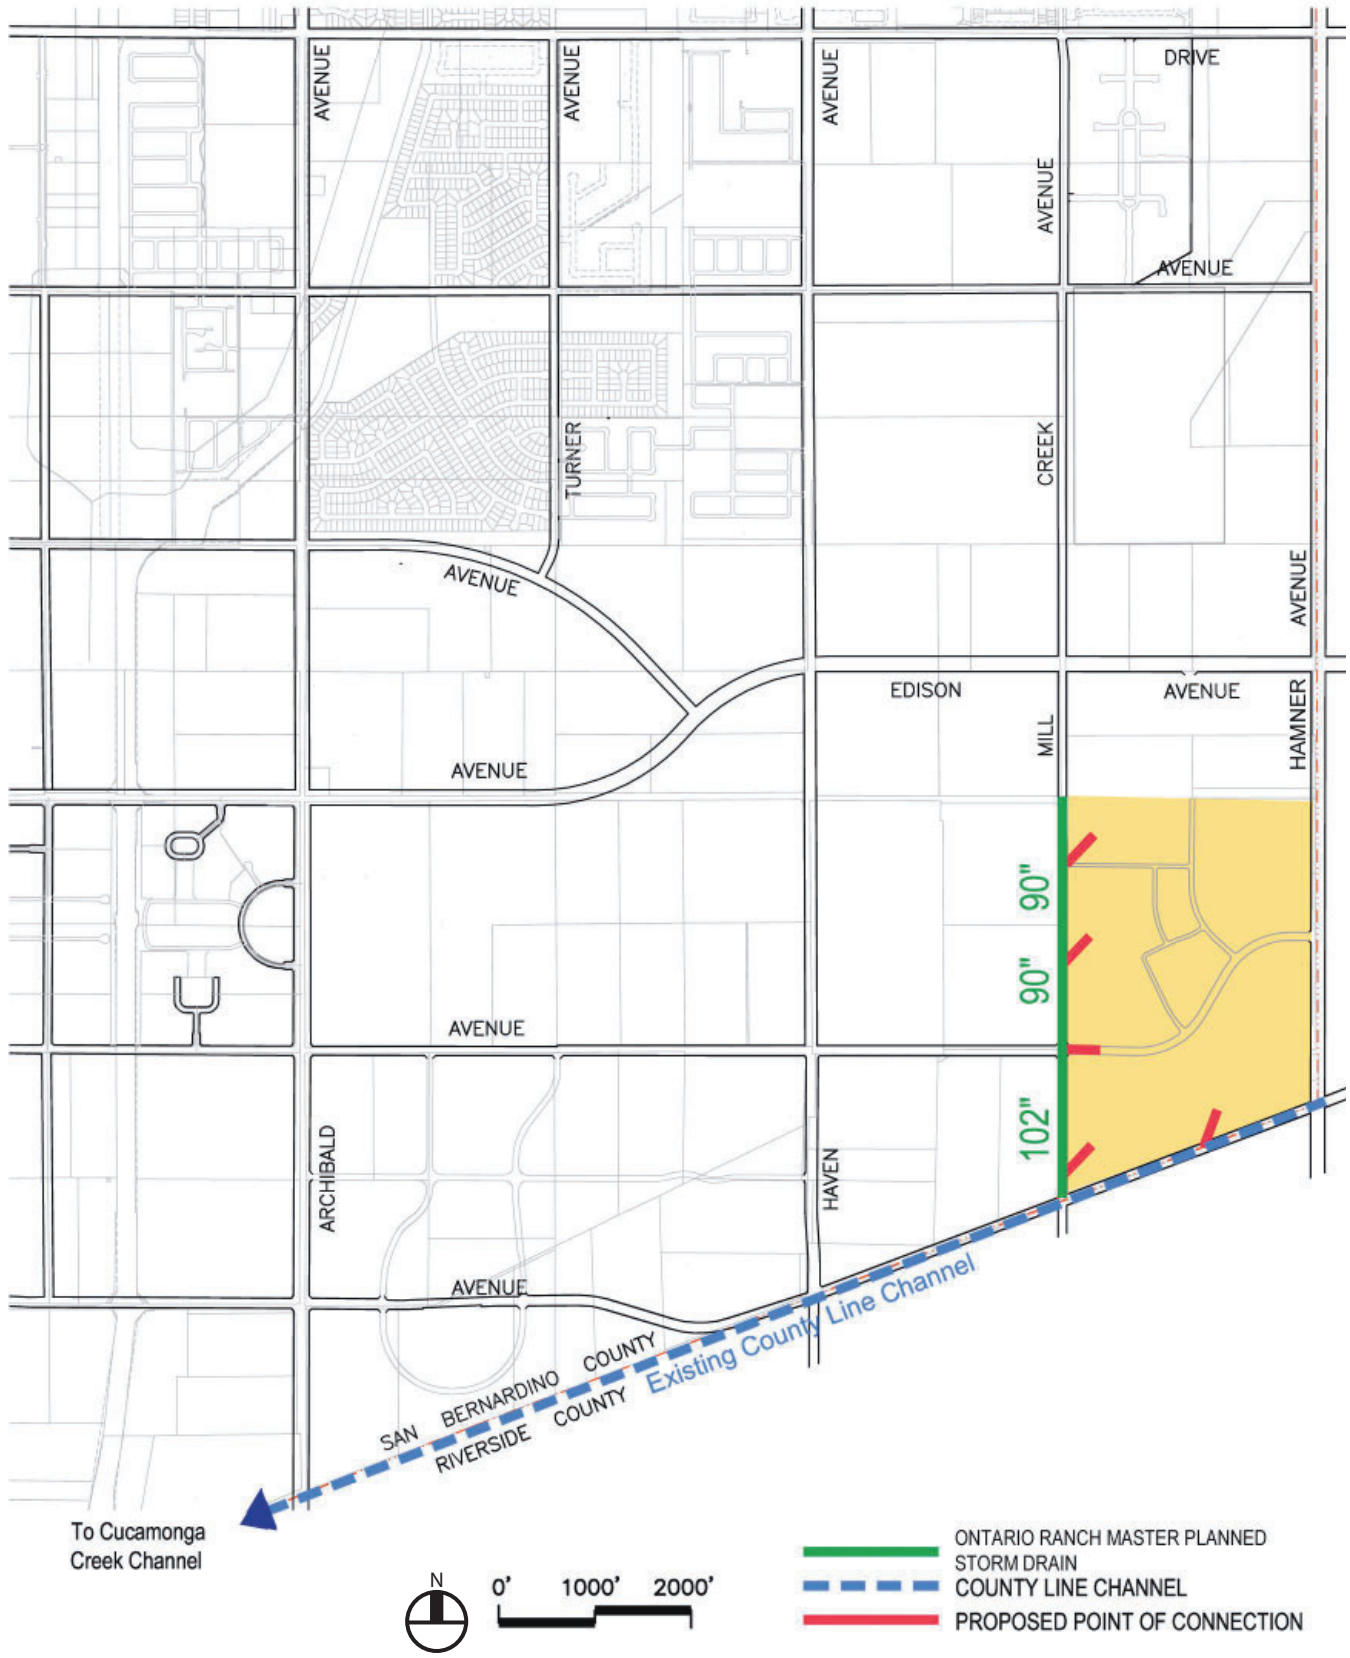 DRIVE
AVENUE
AVENUE
AVENUE
AVENUE
AVENUE
TURNER
CREEK
AVENUE
AVENUE
EDISON
AVENUE
MILL
HAMNER
AVENUE
90"
90"
AVENUE
102"
ARCHIBALD
HAVEN
AVENUE
Existing County Line Channel
SAN BERNARDINO COUNTY
RIVERSIDE COUNTY
To Cucamonga
Creek Channel
N
0' 1000' 2000'
ONTARIO RANCH MASTER PLANNED
STORM DRAIN
COUNTY LINE CHANNEL
PROPOSED POINT OF CONNECTION